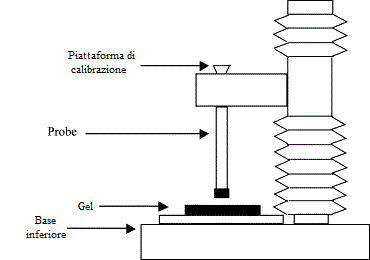 Piattaforma di
calibrazione
Probe
Gel
Base
inferiore